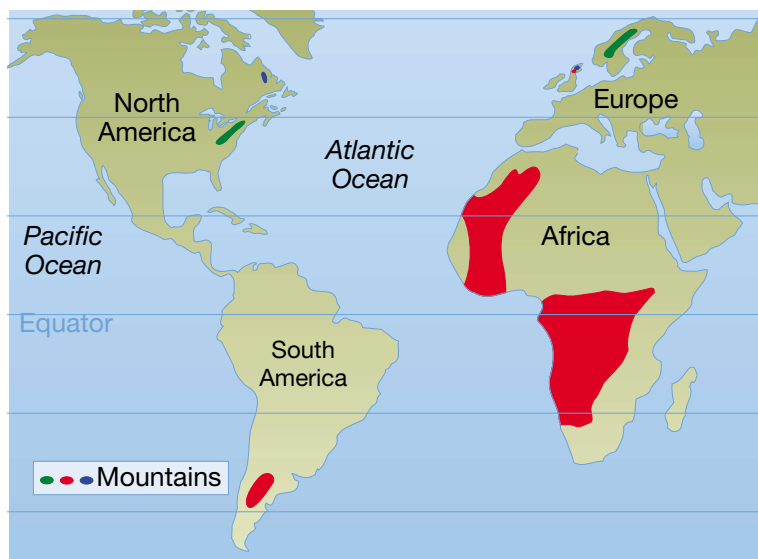 North
America
Europe
Atlantic
Ocean
Pacific
Ocean
Africa
Equator
South
America
Mountains